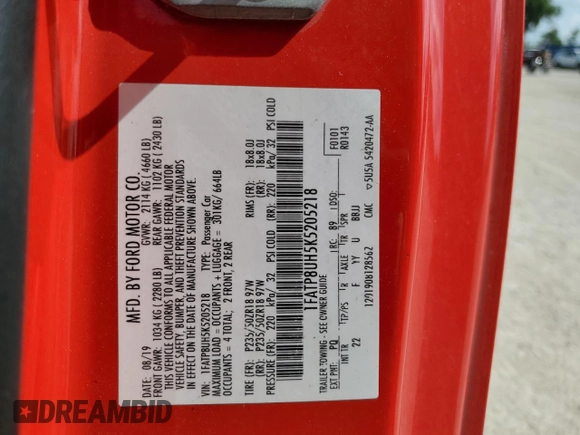 MFD. BY FORD MOTOR CO.
DATE: 08/19 GVWR: 2114 KG ( 4660 LB)
FRONT GAWR: 1034 KG ( 2280 LB) REAR GAWR: 1102 KG ( 2430 LB)
THIS VEHICLE CONFORMS TO ALL APPLICABLE FEDERAL MOTOR
VEHICLE SAFETY, BUMPER, AND THEFT PREVENTION STANDARDS
IN EFFECT ON THE DATE OF MANUFACTURE SHOWN ABOVE.
VIN: 1FATP8UH5K5205218 TYPE: Passenger Car
MAXIMUM LOAD = OCCUPANTS + LUGGAGE = 301KG/ 664LB
OCCUPANTS = 4 TOTAL; 2 FRONT, 2 REAR
TIRE (FR): P235/50ZR18 97W RIMS (FR): 18x8.0J
(RR): P235/50ZR18 97W (RR): 18x8.0J
PRESSURE (FR): 220 kPa/ 32 PSI COLD (RR): 220 kPa/ 32 PSI COLD
1FATP8UH5K5205218
TRAILER TOWING - SEE OWNER GUIDE
F0101
R0143
EXT PNT: PQ RC: 89 DSO:
INT TR TP/PS R AXLE TR SPR
22 F YY U BBJJ
12019081285
62 CMC 5U5A 5420472-AA
DREAMBID